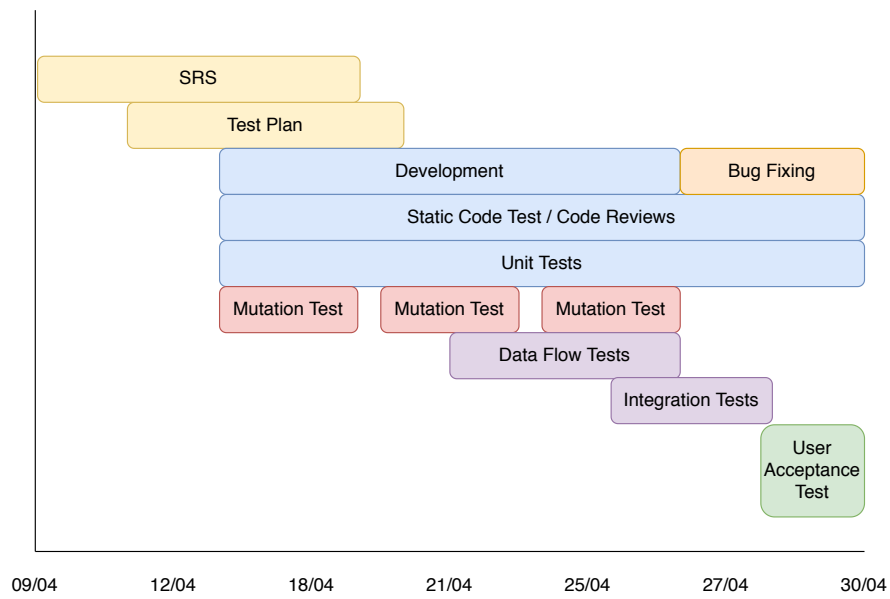 SRS
Test Plan
Development
Bug Fixing
Static Code Test / Code Reviews
Unit Tests
Mutation Test
Mutation Test
Mutation Test
Data Flow Tests
Integration Tests
User
Acceptance
Test
09/04
12/04
18/04
21/04
25/04
27/04
30/04